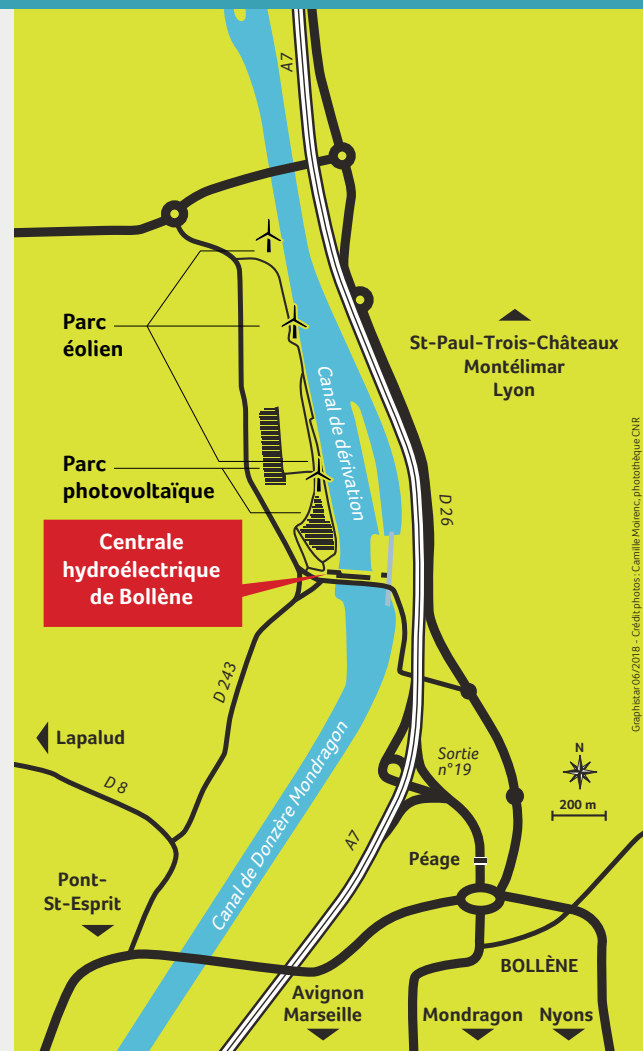 A7
Parc
éolien
St-Paul-Trois-Châteaux
Montélimar
Lyon
Canal de dérivation
Parc
photovoltaïque
D 26
Centrale
hydroélectrique
de Bollène
D 243
Lapalud
D 8
Sortie
n°19
N
200 m
Canal de Donzère Mondragon
A7
Péage
Pont-
St-Esprit
BOLLÈNE
Avignon
Marseille
Mondragon
Nyons
Graphistar 06/2018 - Crédit photos : Camille Moirenc, photothèque CNR